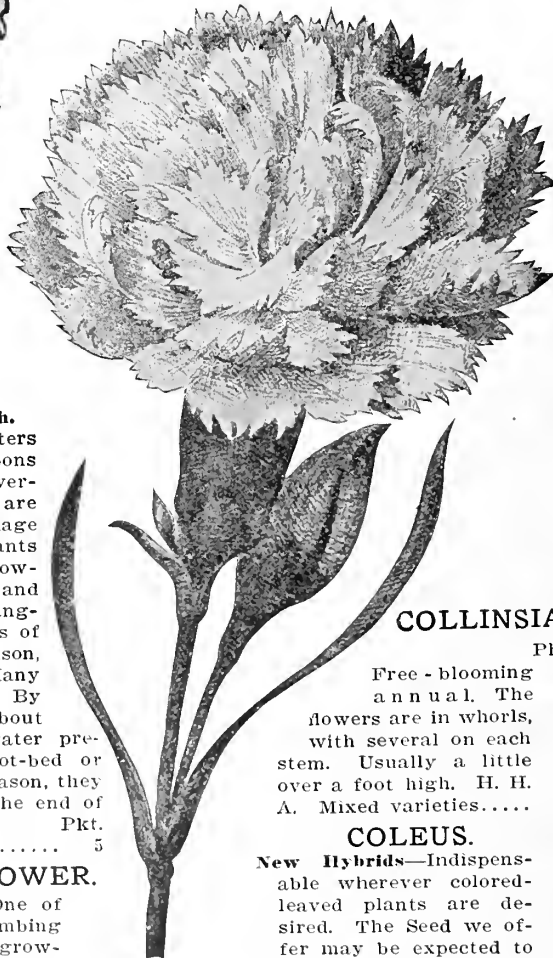 h.
ters
ons
ver-
are
lage
ants
ow-
and
ng-
s of
son,
any
By
bout
ater pre-
ot-bed or
ason, they
he end of
Pkt.
...... 5
OWER.
One of
mbing
grow-
COLLINSIA
Free-blooming
annual. The
flowers are in whorls,
with several on each
stem. Usually a little
over a foot high. H. H.
A. Mixed varieties.....
COLEUS.
New Hybrids—Indispens-
able wherever colored-
leaved plants are de-
sired. The Seed we of-
fer may be expected to